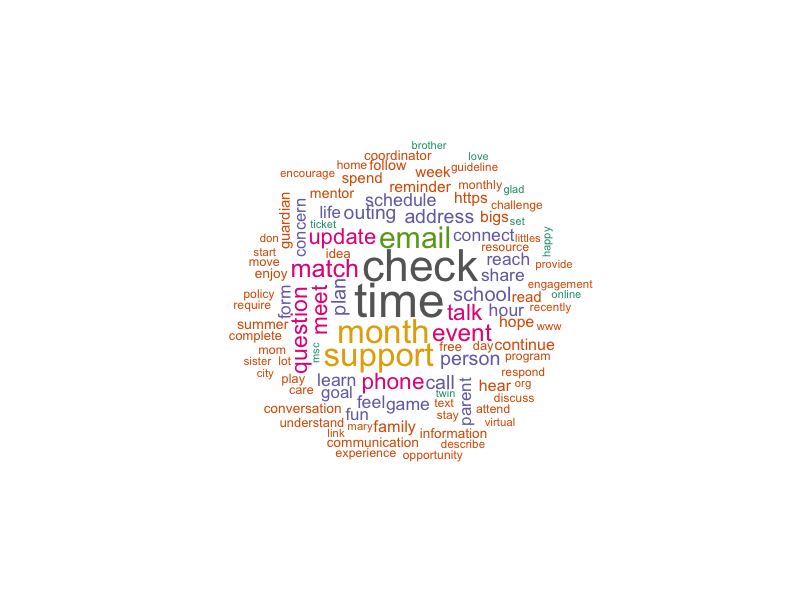 brother
coordinator
love
home
follow
guideline
encourage
week
spend
reminder
monthly
glad
mentor
schedule
https
challenge
guardian
concern
life
outing
address
bigs
set
ticket
update
email
connect
littles
happy
don
idea
resource
start
move
match
check
reach
provide
enjoy
share
policy
form
plan
time
school
read
engagement
online
require
question
meet
talk
hour
recently
summer
month
event
hope
www
complete
msc
support
free
day
continue
mom
person
program
sister
lot
city
play
learn
phone
call
hear
respond
org
care
goal
twin
parent
discuss
conversation
fun
feel
game
text
stay
attend
understand
mary
family
virtual
link
information
communication
describe
experience
opportunity